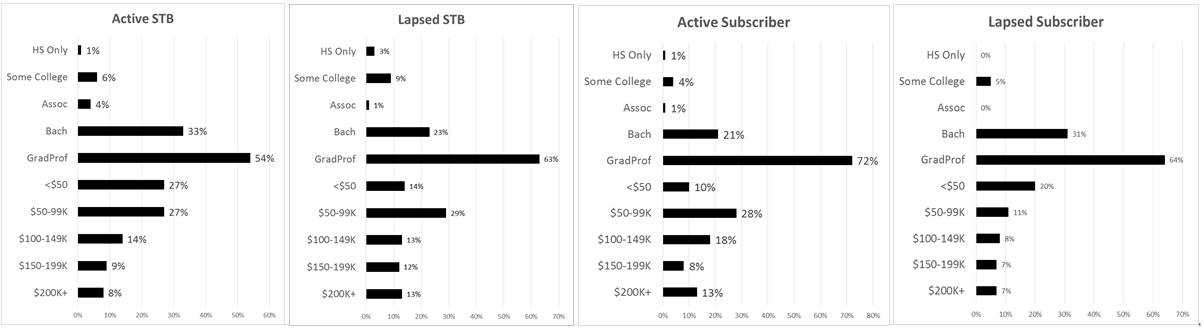 Active STB
HS Only 1%
Some College 6%
Assoc 4%
Bach 33%
GradProf 54%
<$50 27%
$50-99K 27%
$100-149K 14%
$150-199K 9%
$200K+ 8%
0% 10% 20% 30% 40% 50% 60%
Lapsed STB
HS Only 3%
Some College 9%
Assoc 1%
Bach 23%
GradProf 63%
<$50 14%
$50-99K 29%
$100-149K 13%
$150-199K 12%
$200K+ 13%
0% 10% 20% 30% 40% 50% 60% 70%
Active Subscriber
HS Only 1%
Some College 4%
Assoc 1%
Bach 21%
GradProf 72%
<$50 10%
$50-99K 28%
$100-149K 18%
$150-199K 8%
$200K+ 13%
0% 10% 20% 30% 40% 50% 60% 70% 80%
Lapsed Subscriber
HS Only 0%
Some College 5%
Assoc 0%
Bach 31%
GradProf 64%
<$50 20%
$50-99K 11%
$100-149K 8%
$150-199K 7%
$200K+ 7%
0% 10% 20% 30% 40% 50% 60% 70%